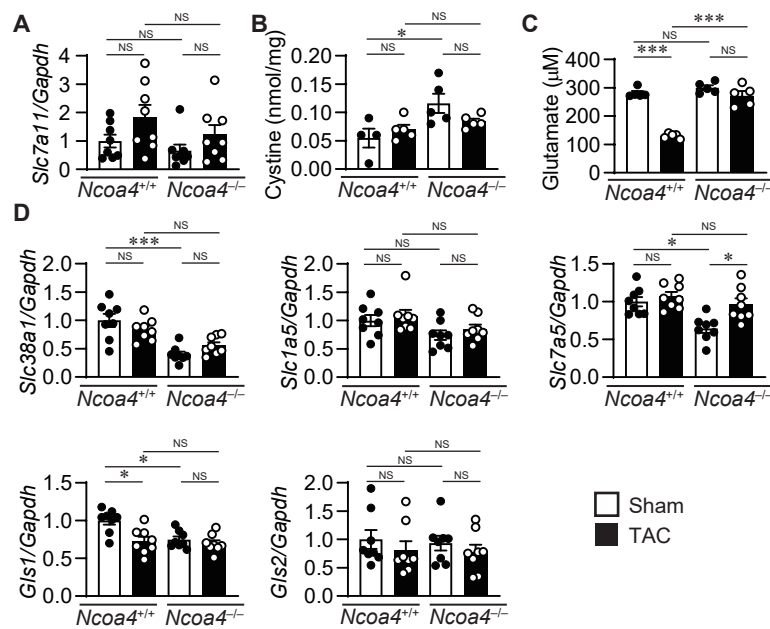 A
Slc7a11/Gapdh
5
4
3
2
1
0
NS
NS
NS
NS
Ncoa4+/+
Ncoa4–/–
B
Cystine (nmol/mg)
0.20
0.15
0.10
0.05
0.00
NS
*
NS
NS
Ncoa4+/+
Ncoa4–/–
C
Glutamate (μM)
400
300
200
100
0
***
NS
***
NS
Ncoa4+/+
Ncoa4–/–
D
Slc38a1/Gapdh
2.0
1.5
1.0
0.5
0.0
NS
***
NS
NS
Ncoa4+/+
Ncoa4–/–
Slc1a5/Gapdh
2.0
1.5
1.0
0.5
0.0
NS
NS
NS
NS
Ncoa4+/+
Ncoa4–/–
Slc7a5/Gapdh
1.5
1.0
0.5
0.0
NS
*
NS
*
Ncoa4+/+
Ncoa4–/–
Gls1/Gapdh
1.5
1.0
0.5
0.0
NS
*
*
NS
Ncoa4+/+
Ncoa4–/–
Gls2/Gapdh
2.0
1.5
1.0
0.5
0.0
NS
NS
NS
NS
Ncoa4+/+
Ncoa4–/–
Sham
TAC